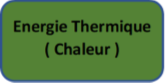 Energie Thermique
( Chaleur )